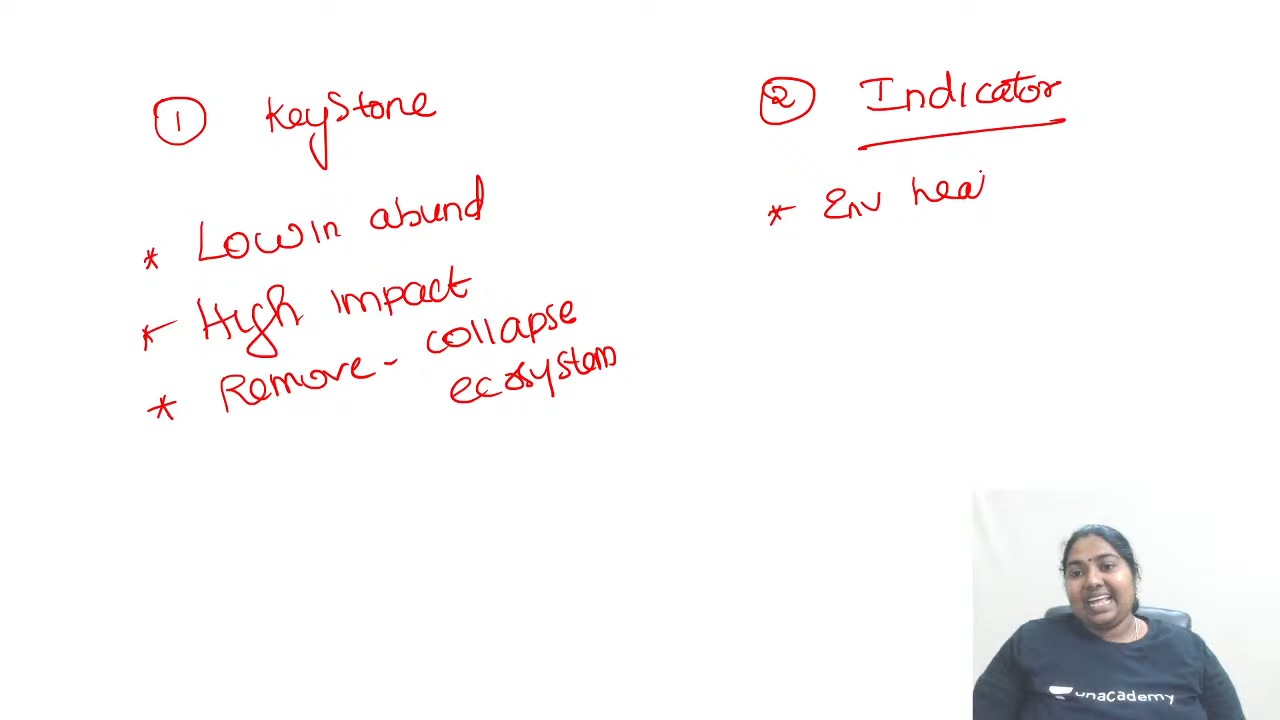 1 Keystone
* Low in abund
* High impact
* Remove - collapse
ecosystem
2 Indicator
* Env hea
unacademy